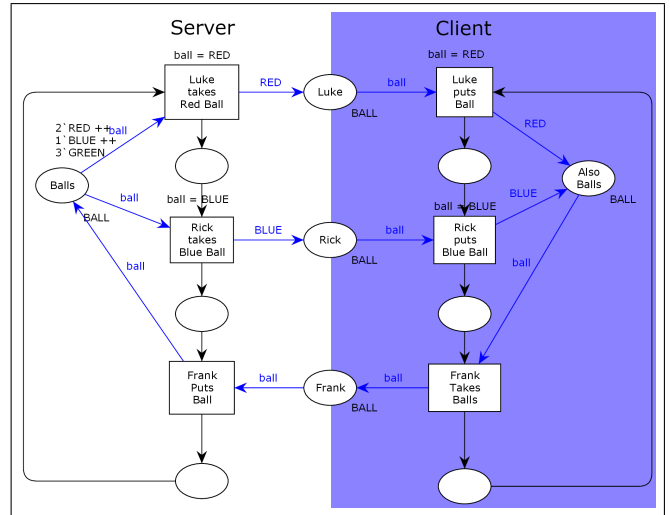 Server
Client
ball = RED
ball = RED
Luke
takes
Red Ball
RED
Luke
BALL
ball
Luke
puts
Ball
2`RED ++
1`BLUE ++
3`GREEN
ball
RED
Balls
BALL
ball
Also
Balls
BALL
ball = BLUE
ball = BLUE
BLUE
Rick
takes
Blue Ball
BLUE
Rick
BALL
ball
Rick
puts
Blue Ball
ball
ball
Frank
Puts
Ball
ball
Frank
BALL
ball
Frank
Takes
Balls